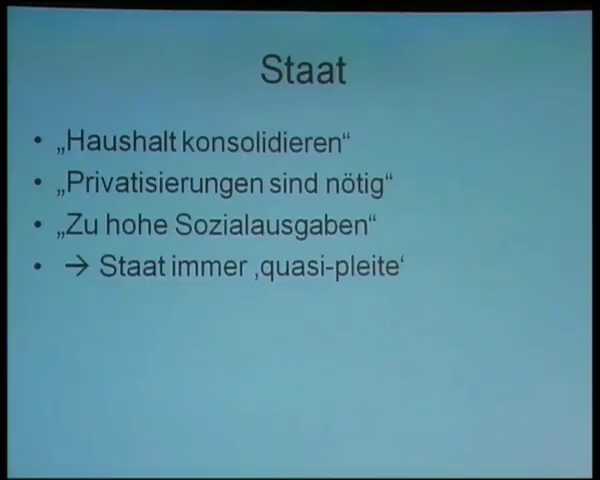 Staat
• „Haushalt konsolidieren“
• „Privatisierungen sind nötig“
• „Zu hohe Sozialausgaben“
• → Staat immer ‚quasi-pleite‘